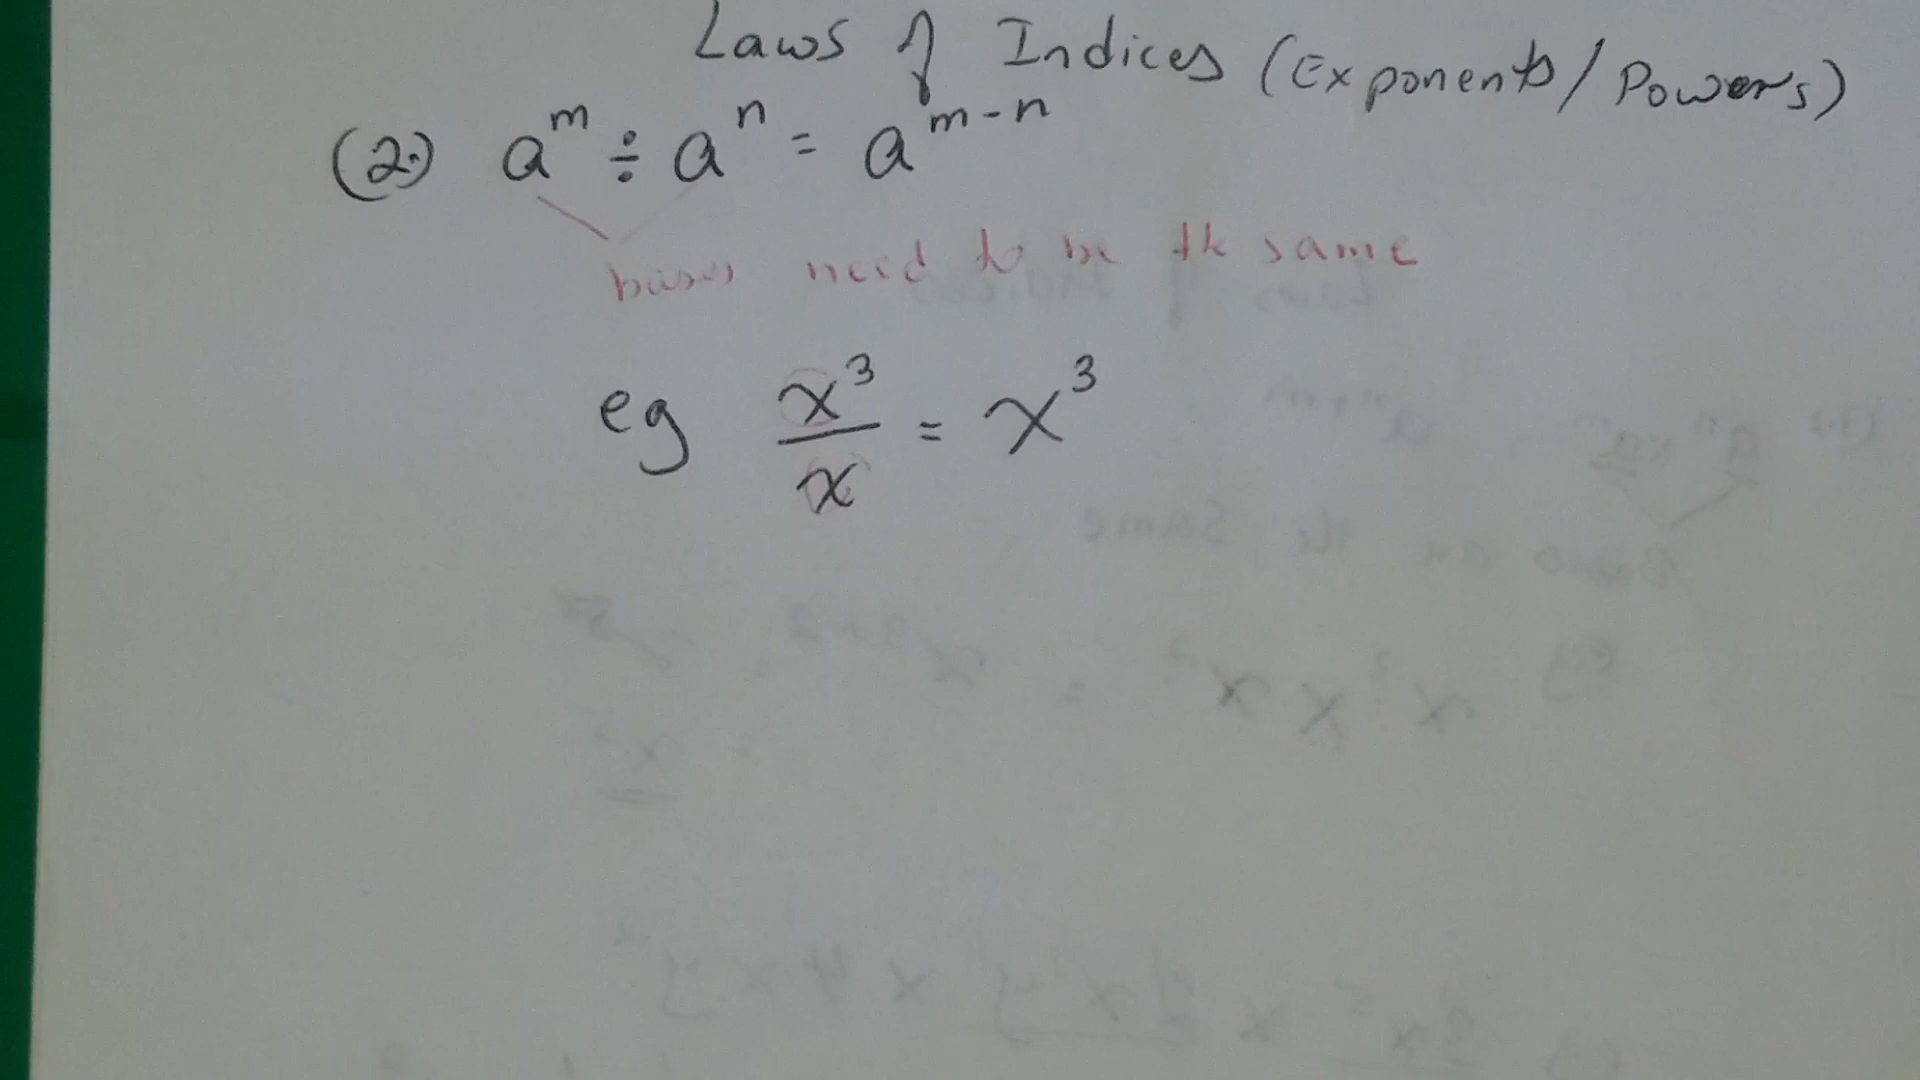 Laws of Indices (Exponents/Powers)
(2.) a^m ÷ a^n = a^(m-n)
bases need to be the same
eg x^3/x = x^3